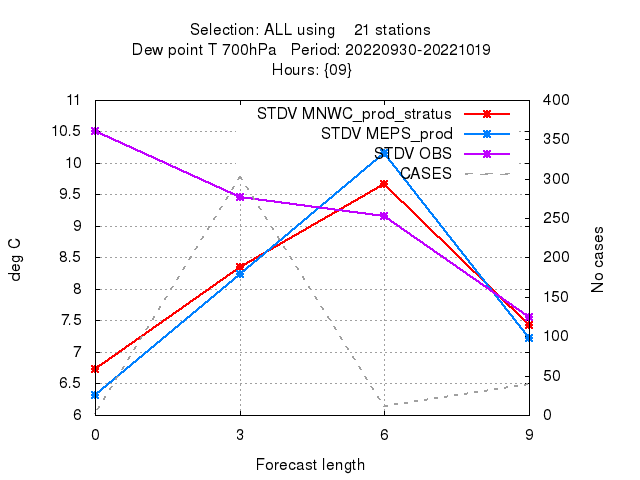 Selection: ALL using    21 stations
Dew point T 700hPa   Period: 20220930-20221019
Hours: {09}
11
10.5
10
9.5
9
8.5
8
7.5
7
6.5
6
400
350
300
250
200
150
100
50
0
STDV MNWC_prod_stratus
STDV MEPS_prod
STDV OBS
CASES
deg C
No cases
0 3 6 9
Forecast length